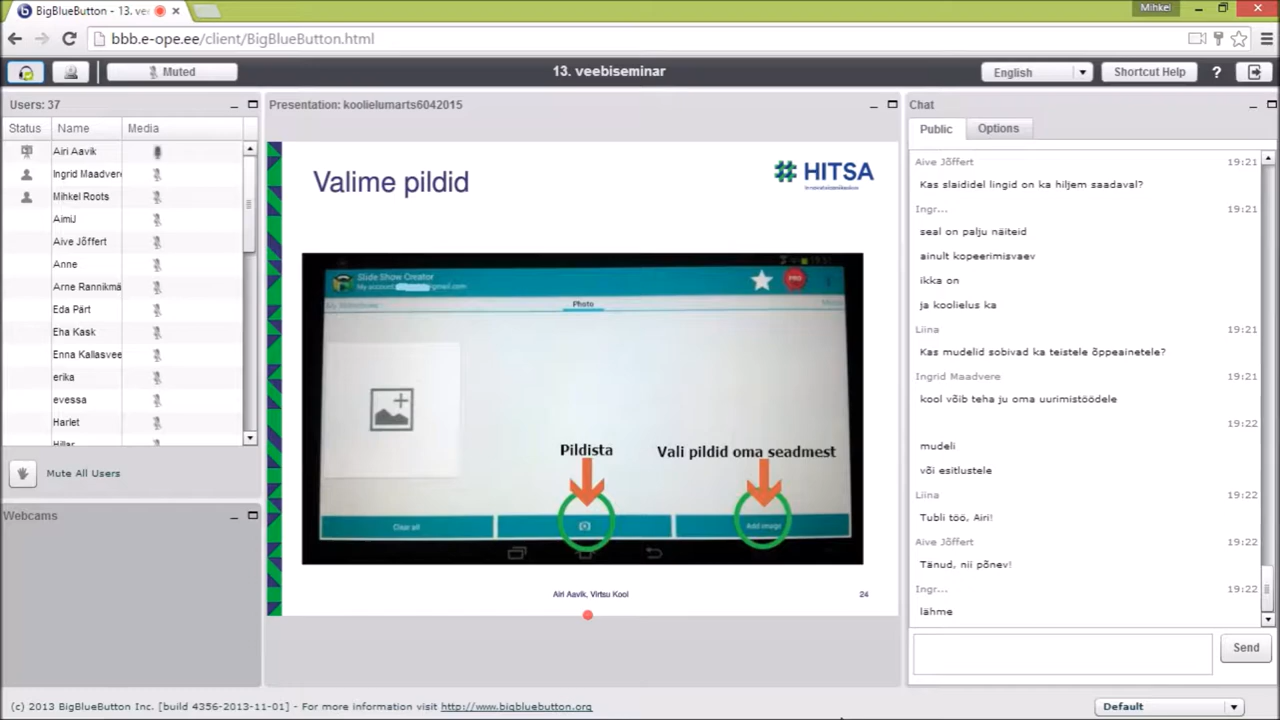 BigBlueButton - 13. vee
Mihkel
bbb.e-ope.ee/client/BigBlueButton.html
Muted
13. veebiseminar
English
Shortcut Help
?
Users: 37
Status Name Media
Airi Aavik
Ingrid Maadvere
Mihkel Roots
AimiJ
Aive Jõffert
Anne
Arne Rannikmä
Eda Pärt
Eha Kask
Enna Kallasvee
erika
evessa
Harlet
Hillar
Mute All Users
Webcams
Presentation: koolielumarts6042015
Valime pildid
HITSA
Slide Show Creator
My account: @gmail.com
PRO
Photo
Pildista
Vali pildid oma seadmest
Clear all
Add image
Airi Aavik, Virtsu Kool
24
Chat
Public
Options
Aive Jõffert 19:21
Kas slaididel lingid on ka hiljem saadaval?
Ingr... 19:21
seal on palju näiteid
ainult kopeerimisvaev
ikka on
ja koolielus ka
Liina 19:21
Kas mudelid sobivad ka teistele õppeainetele?
Ingrid Maadvere 19:21
kool võib teha ju oma uurimistöödele
19:22
mudeli
või esitlustele
Liina 19:22
Tubli töö, Airi!
Aive Jõffert 19:22
Tänud, nii põnev!
Ingr... 19:22
lähme
Send
(c) 2013 BigBlueButton Inc. [build 4356-2013-11-01] - For more information visit http://www.bigbluebutton.org
Default